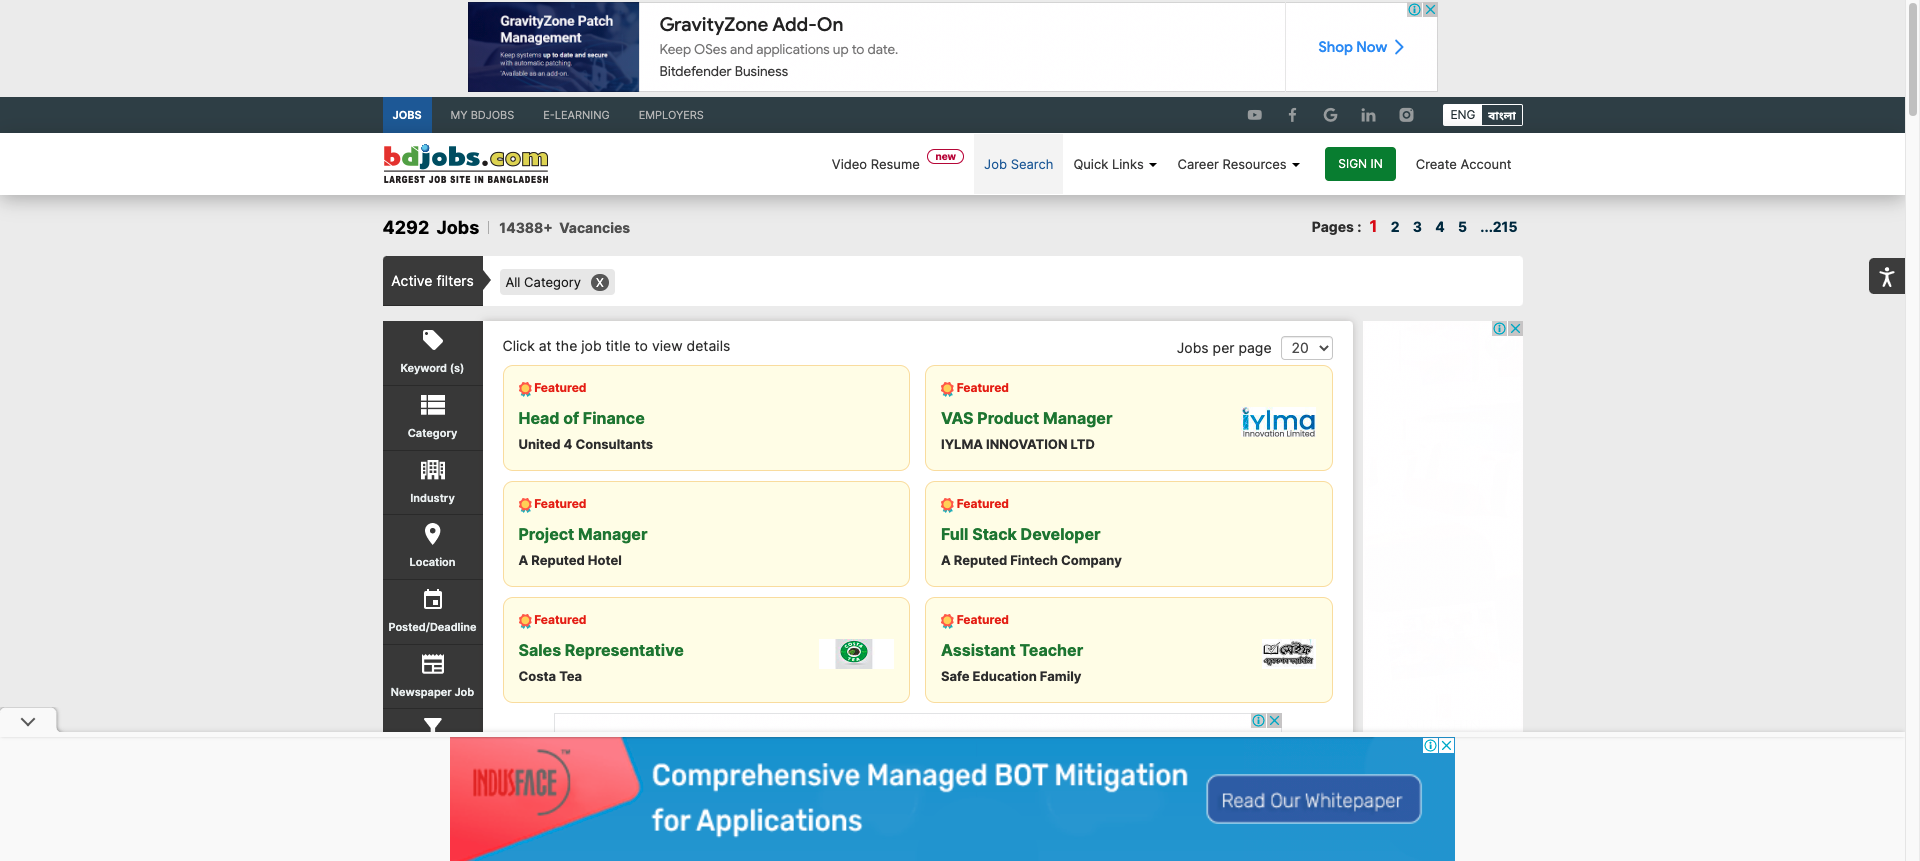 GravityZone Patch
Management
Keep systems up to date and secure
with automatic patching.
*Available as an add-on.
GravityZone Add-On
Keep OSes and applications up to date.
Bitdefender Business
Shop Now
JOBS
MY BDJOBS
E-LEARNING
EMPLOYERS
ENG
বাংলা
bdjobs.com
LARGEST JOB SITE IN BANGLADESH
Video Resume
new
Job Search
Quick Links
Career Resources
SIGN IN
Create Account
4292 Jobs
14388+ Vacancies
Pages : 1 2 3 4 5 ...215
Active filters
All Category X
Keyword (s)
Category
Industry
Location
Posted/Deadline
Newspaper Job
Click at the job title to view details
Jobs per page 20
Featured
Head of Finance
United 4 Consultants
Featured
VAS Product Manager
IYLMA INNOVATION LTD
iylma
Innovation Limited
Featured
Project Manager
A Reputed Hotel
Featured
Full Stack Developer
A Reputed Fintech Company
Featured
Sales Representative
Costa Tea
Featured
Assistant Teacher
Safe Education Family
INDUSFACE™
Comprehensive Managed BOT Mitigation
for Applications
Read Our Whitepaper